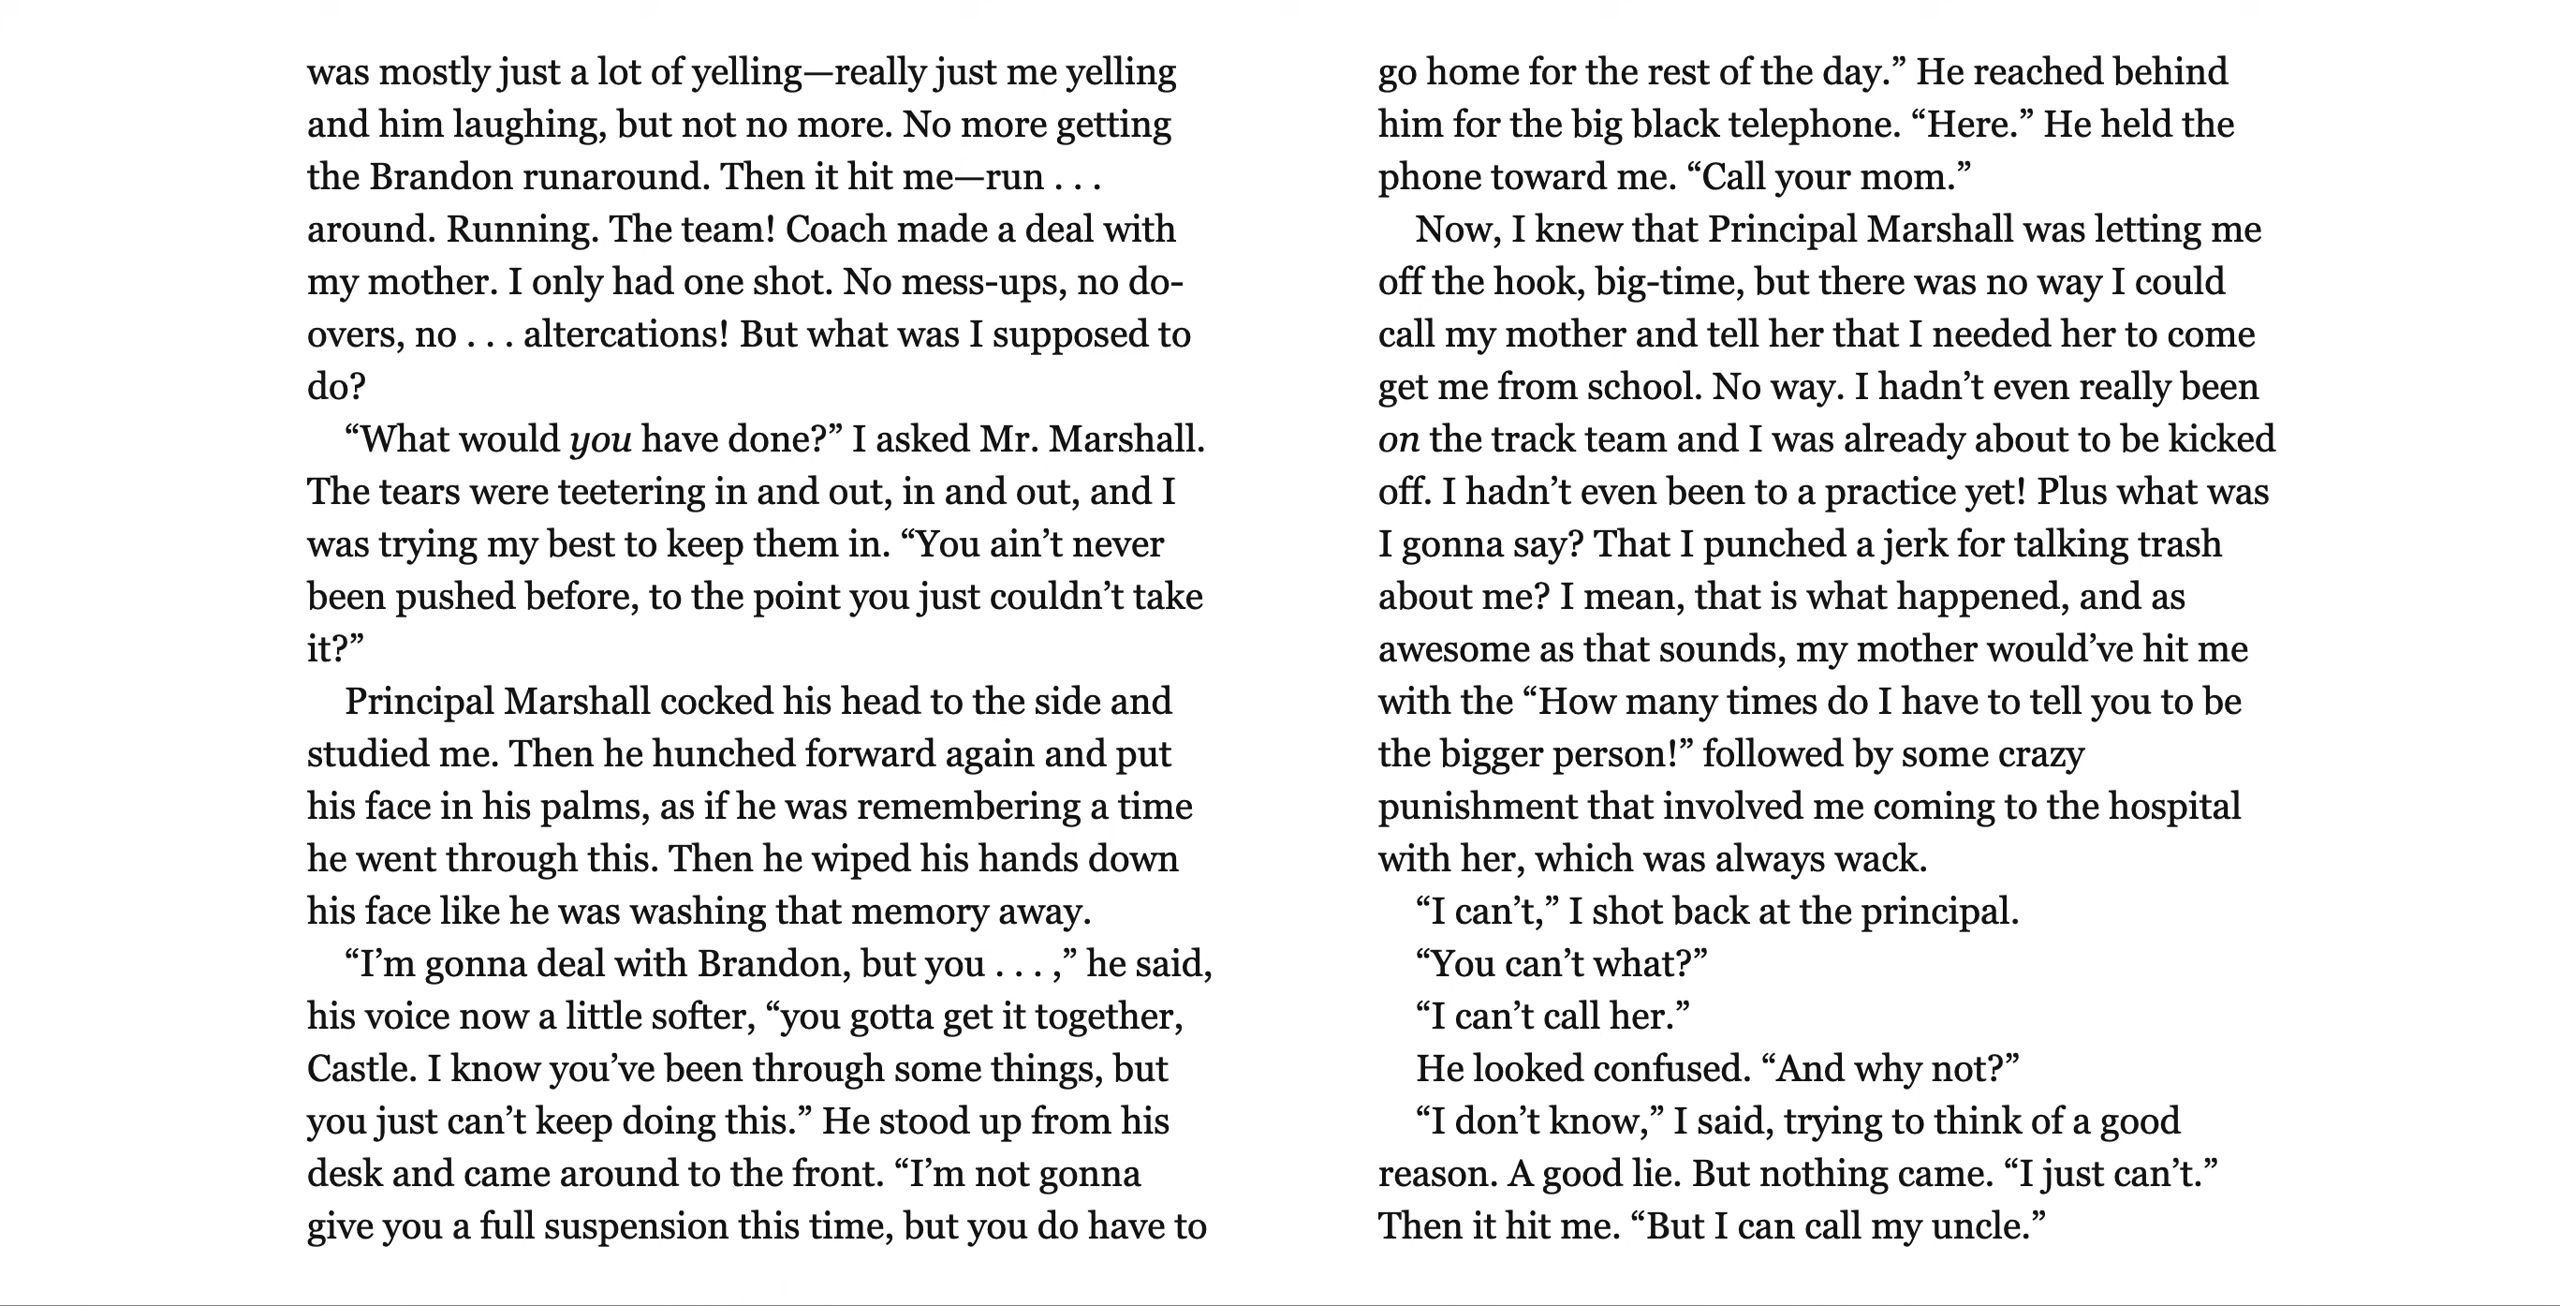 was mostly just a lot of yelling—really just me yelling
and him laughing, but not no more. No more getting
the Brandon runaround. Then it hit me—run . . .
around. Running. The team! Coach made a deal with
my mother. I only had one shot. No mess-ups, no do-
overs, no . . . altercations! But what was I supposed to
do?
“What would you have done?” I asked Mr. Marshall.
The tears were teetering in and out, in and out, and I
was trying my best to keep them in. “You ain’t never
been pushed before, to the point you just couldn’t take
it?”
Principal Marshall cocked his head to the side and
studied me. Then he hunched forward again and put
his face in his palms, as if he was remembering a time
he went through this. Then he wiped his hands down
his face like he was washing that memory away.
“I’m gonna deal with Brandon, but you . . . ,” he said,
his voice now a little softer, “you gotta get it together,
Castle. I know you’ve been through some things, but
you just can’t keep doing this.” He stood up from his
desk and came around to the front. “I’m not gonna
give you a full suspension this time, but you do have to
go home for the rest of the day.” He reached behind
him for the big black telephone. “Here.” He held the
phone toward me. “Call your mom.”
Now, I knew that Principal Marshall was letting me
off the hook, big-time, but there was no way I could
call my mother and tell her that I needed her to come
get me from school. No way. I hadn’t even really been
on the track team and I was already about to be kicked
off. I hadn’t even been to a practice yet! Plus what was
I gonna say? That I punched a jerk for talking trash
about me? I mean, that is what happened, and as
awesome as that sounds, my mother would’ve hit me
with the “How many times do I have to tell you to be
the bigger person!” followed by some crazy
punishment that involved me coming to the hospital
with her, which was always wack.
“I can’t,” I shot back at the principal.
“You can’t what?”
“I can’t call her.”
He looked confused. “And why not?”
“I don’t know,” I said, trying to think of a good
reason. A good lie. But nothing came. “I just can’t.”
Then it hit me. “But I can call my uncle.”